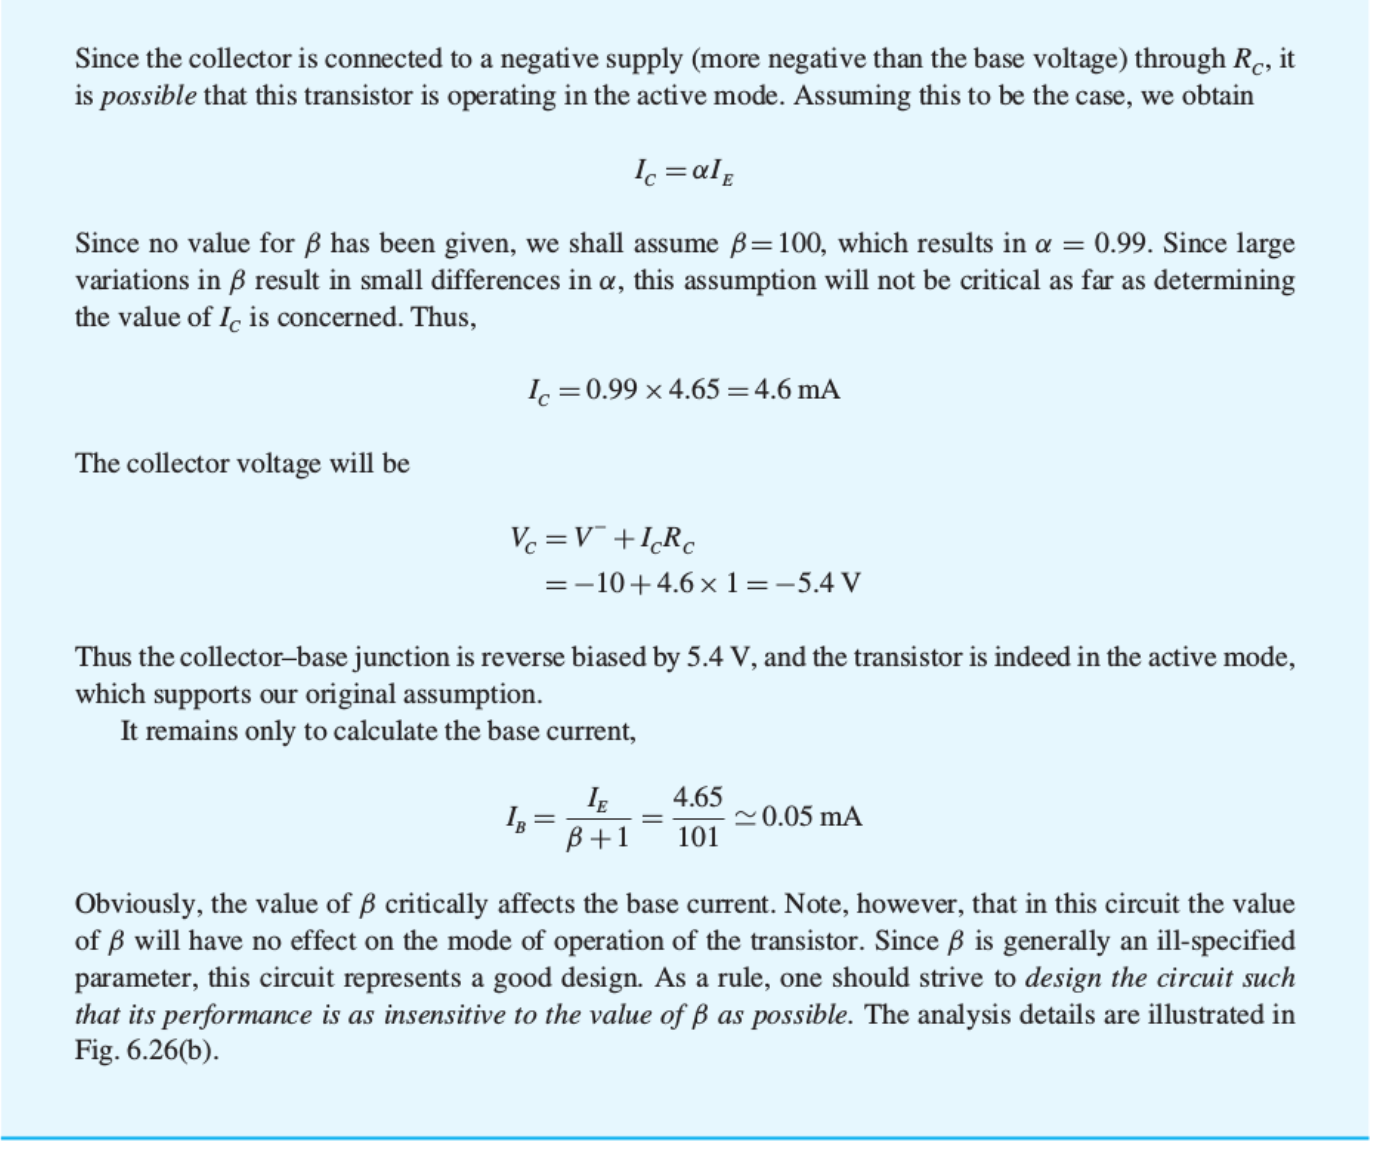 Since the collector is connected to a negative supply (more negative than the base voltage) through R_C, it
is possible that this transistor is operating in the active mode. Assuming this to be the case, we obtain
I_C = αI_E
Since no value for β has been given, we shall assume β = 100, which results in α = 0.99. Since large
variations in β result in small differences in α, this assumption will not be critical as far as determining
the value of I_C is concerned. Thus,
I_C = 0.99 × 4.65 = 4.6 mA
The collector voltage will be
V_C = V⁻ + I_C R_C
= −10 + 4.6 × 1 = −5.4 V
Thus the collector–base junction is reverse biased by 5.4 V, and the transistor is indeed in the active mode,
which supports our original assumption.
It remains only to calculate the base current,
I_B = I_E / (β + 1) = 4.65 / 101 ≃ 0.05 mA
Obviously, the value of β critically affects the base current. Note, however, that in this circuit the value
of β will have no effect on the mode of operation of the transistor. Since β is generally an ill-specified
parameter, this circuit represents a good design. As a rule, one should strive to design the circuit such
that its performance is as insensitive to the value of β as possible. The analysis details are illustrated in
Fig. 6.26(b).